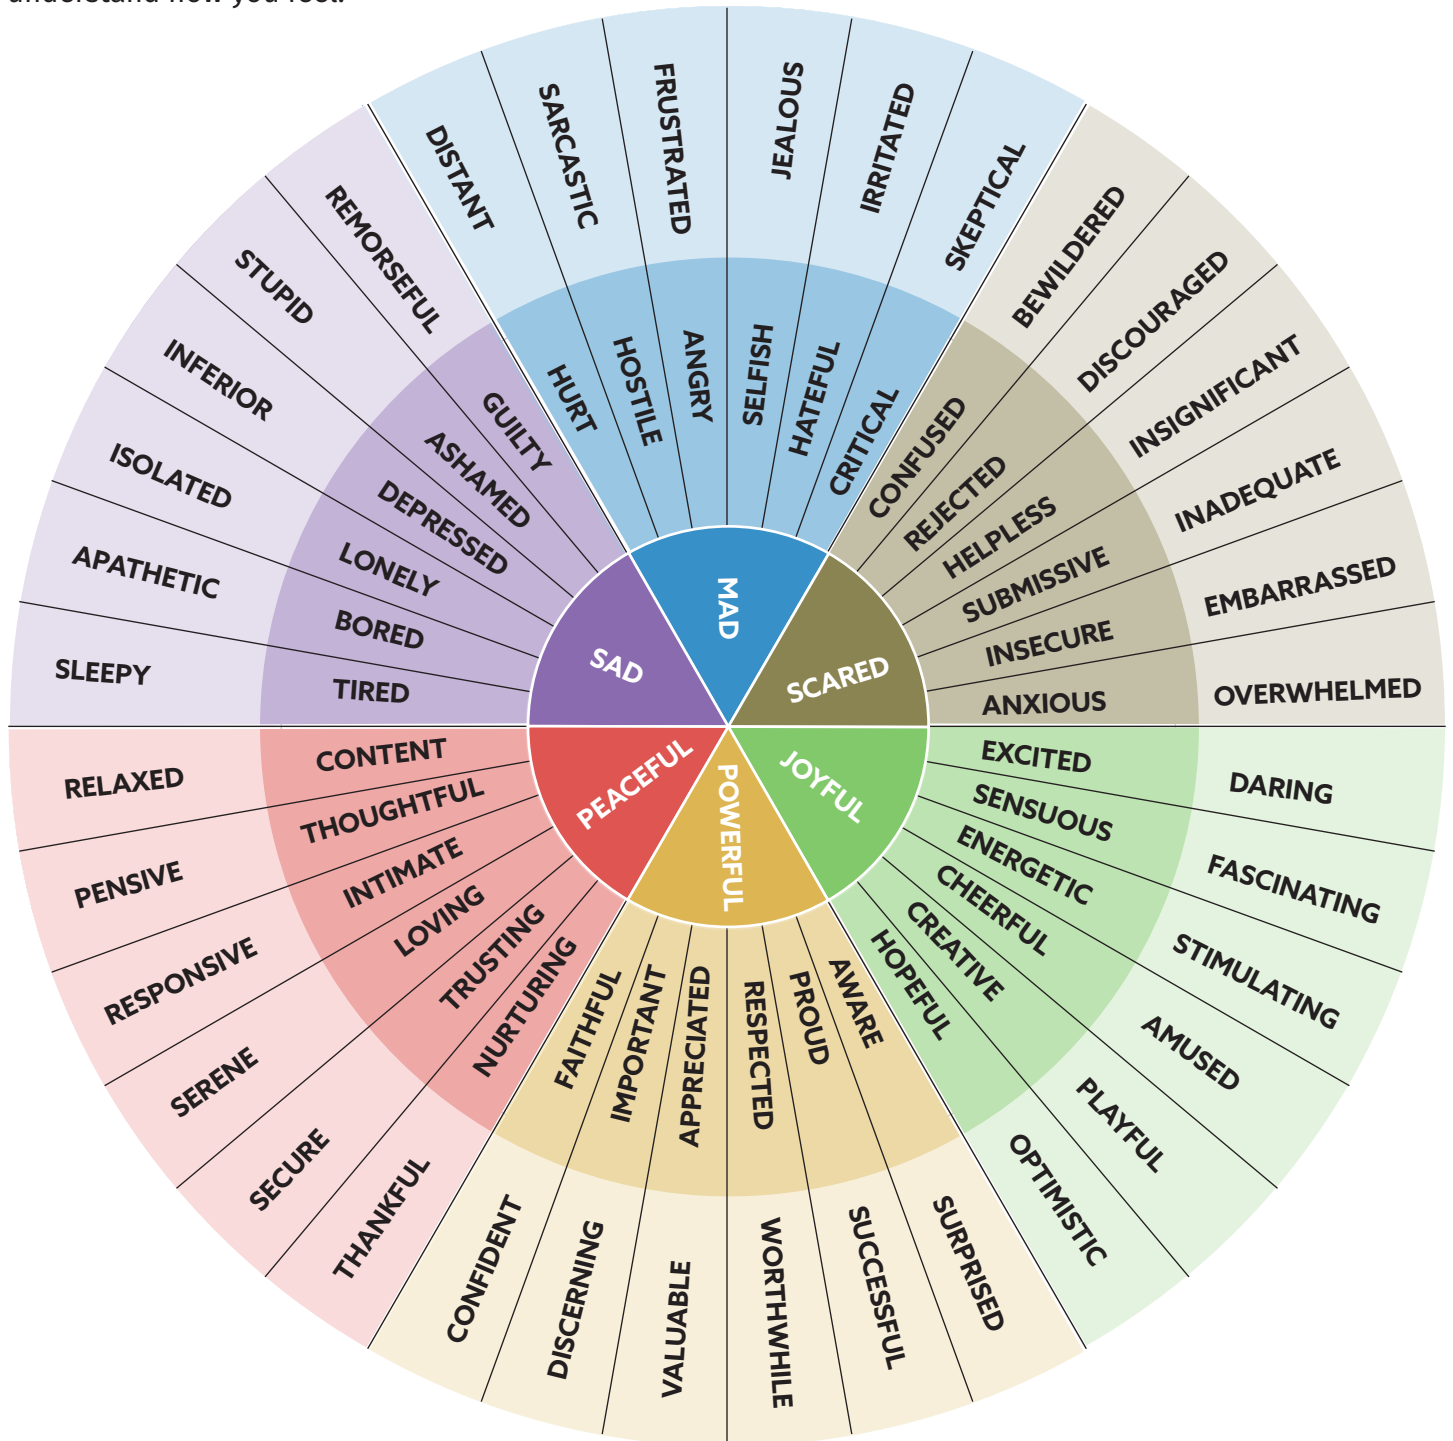 understand how you feel.
MAD
HURT
HOSTILE
ANGRY
SELFISH
HATEFUL
CRITICAL
DISTANT
SARCASTIC
FRUSTRATED
JEALOUS
IRRITATED
SKEPTICAL
SCARED
CONFUSED
REJECTED
HELPLESS
SUBMISSIVE
INSECURE
ANXIOUS
BEWILDERED
DISCOURAGED
INSIGNIFICANT
INADEQUATE
EMBARRASSED
OVERWHELMED
JOYFUL
EXCITED
SENSUOUS
ENERGETIC
CHEERFUL
CREATIVE
HOPEFUL
DARING
FASCINATING
STIMULATING
AMUSED
PLAYFUL
OPTIMISTIC
POWERFUL
AWARE
PROUD
RESPECTED
APPRECIATED
IMPORTANT
FAITHFUL
SURPRISED
SUCCESSFUL
WORTHWHILE
VALUABLE
DISCERNING
CONFIDENT
PEACEFUL
NURTURING
TRUSTING
LOVING
INTIMATE
THOUGHTFUL
CONTENT
THANKFUL
SECURE
SERENE
RESPONSIVE
PENSIVE
RELAXED
SAD
TIRED
BORED
LONELY
DEPRESSED
ASHAMED
GUILTY
SLEEPY
APATHETIC
ISOLATED
INFERIOR
STUPID
REMORSEFUL